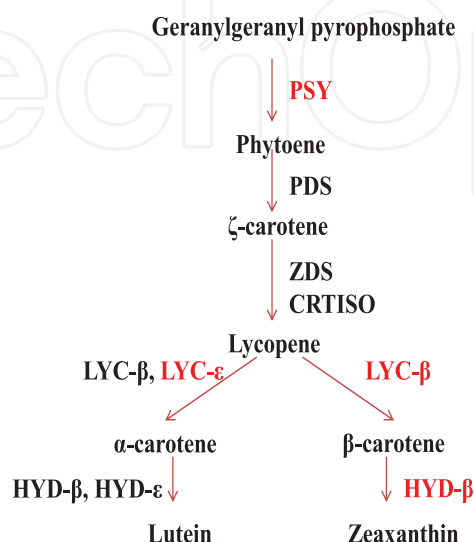 Geranylgeranyl pyrophosphate
PSY
Phytoene
PDS
ζ-carotene
ZDS
CRTISO
Lycopene
LYC-β, LYC-ε
LYC-β
α-carotene
β-carotene
HYD-β, HYD-ε
HYD-β
Lutein
Zeaxanthin